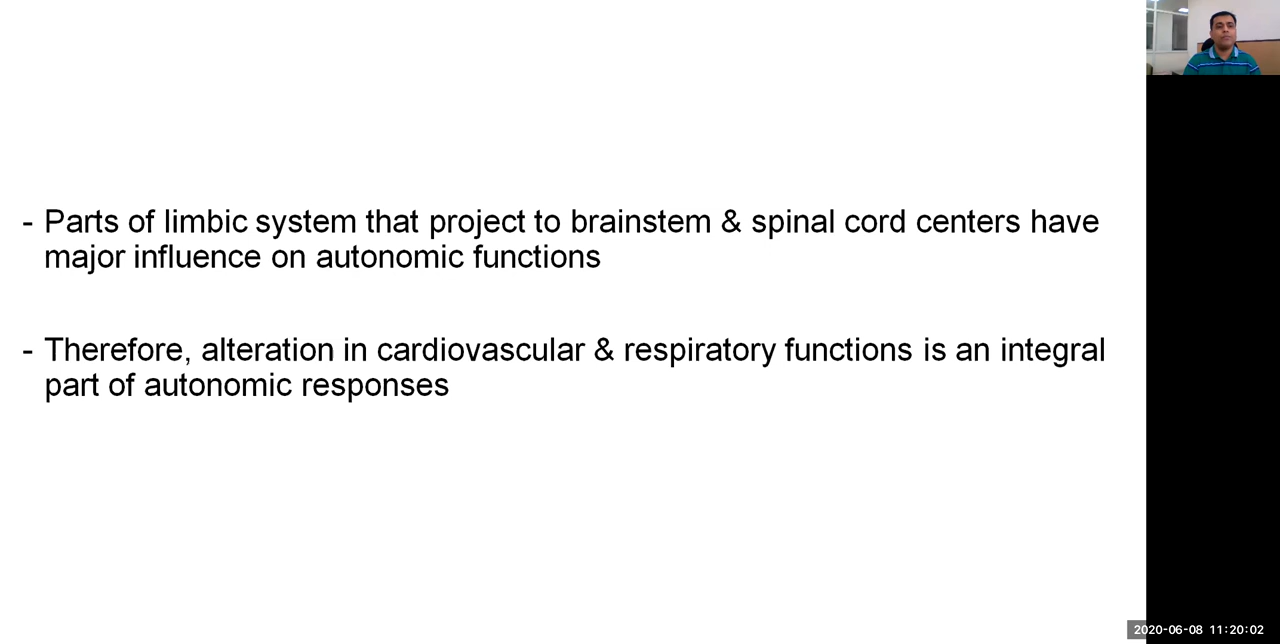 - Parts of limbic system that project to brainstem & spinal cord centers have
major influence on autonomic functions
- Therefore, alteration in cardiovascular & respiratory functions is an integral
part of autonomic responses
2020-06-08 11:20:02